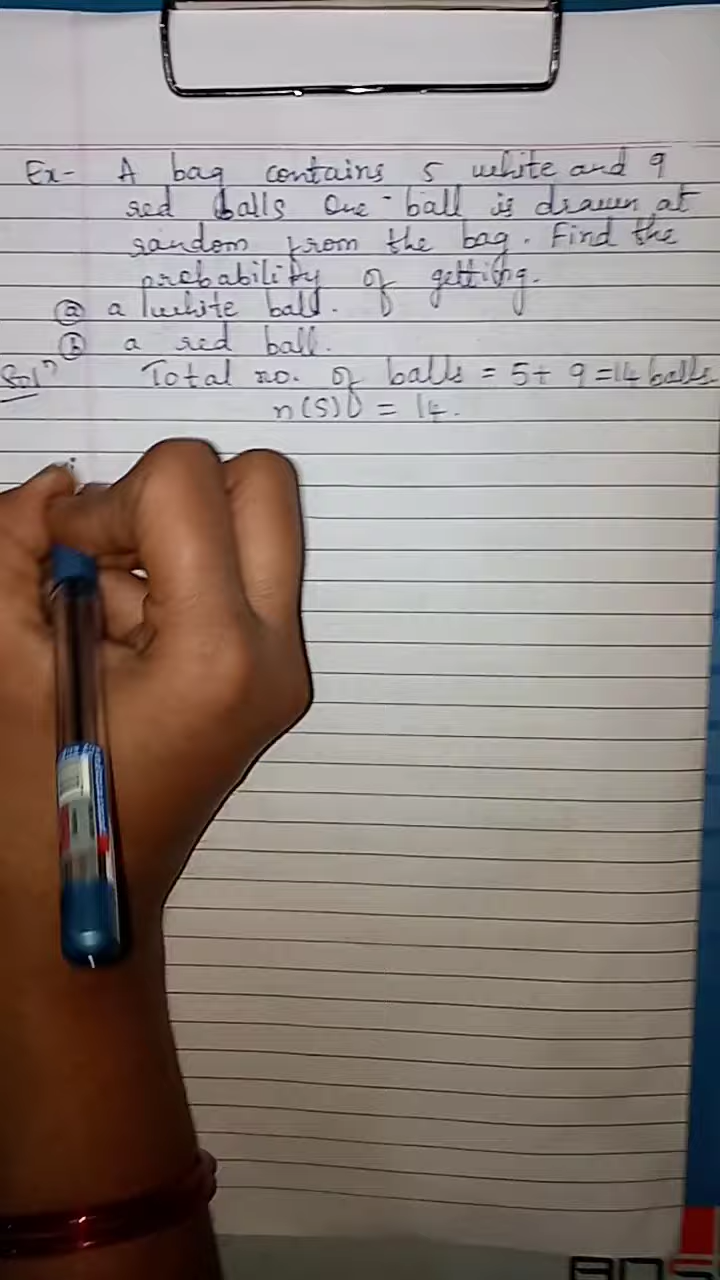 Ex- A bag contains 5 white and 9
red balls One ball is drawn at
random from the bag. Find the
probability of getting.
(a) a white ball.
(b) a red ball.
Solⁿ Total no. of balls = 5+ 9 =14 balls.
n(S) = 14.